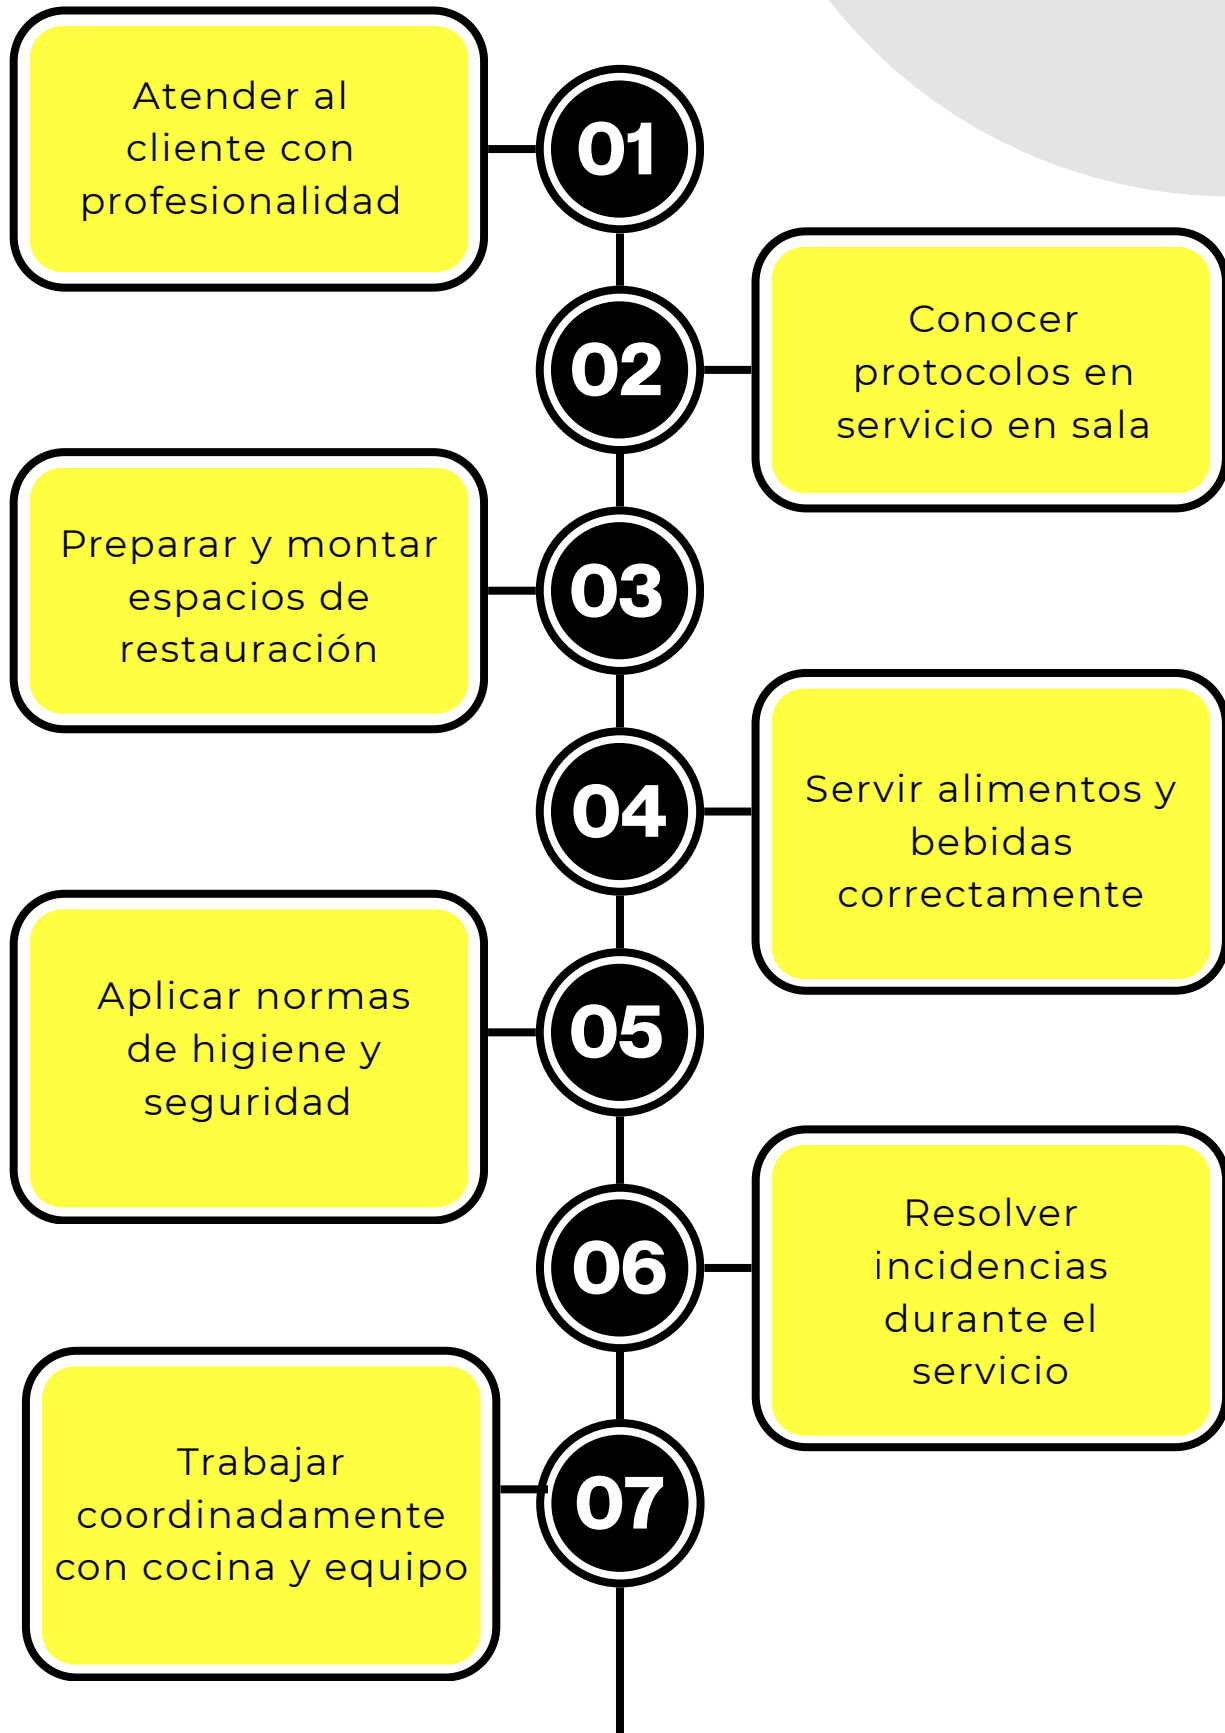 Atender al
cliente con
profesionalidad
01
02
Conocer
protocolos en
servicio en sala
Preparar y montar
espacios de
restauración
03
04
Servir alimentos y
bebidas
correctamente
Aplicar normas
de higiene y
seguridad
05
06
Resolver
incidencias
durante el
servicio
Trabajar
coordinadamente
con cocina y equipo
07